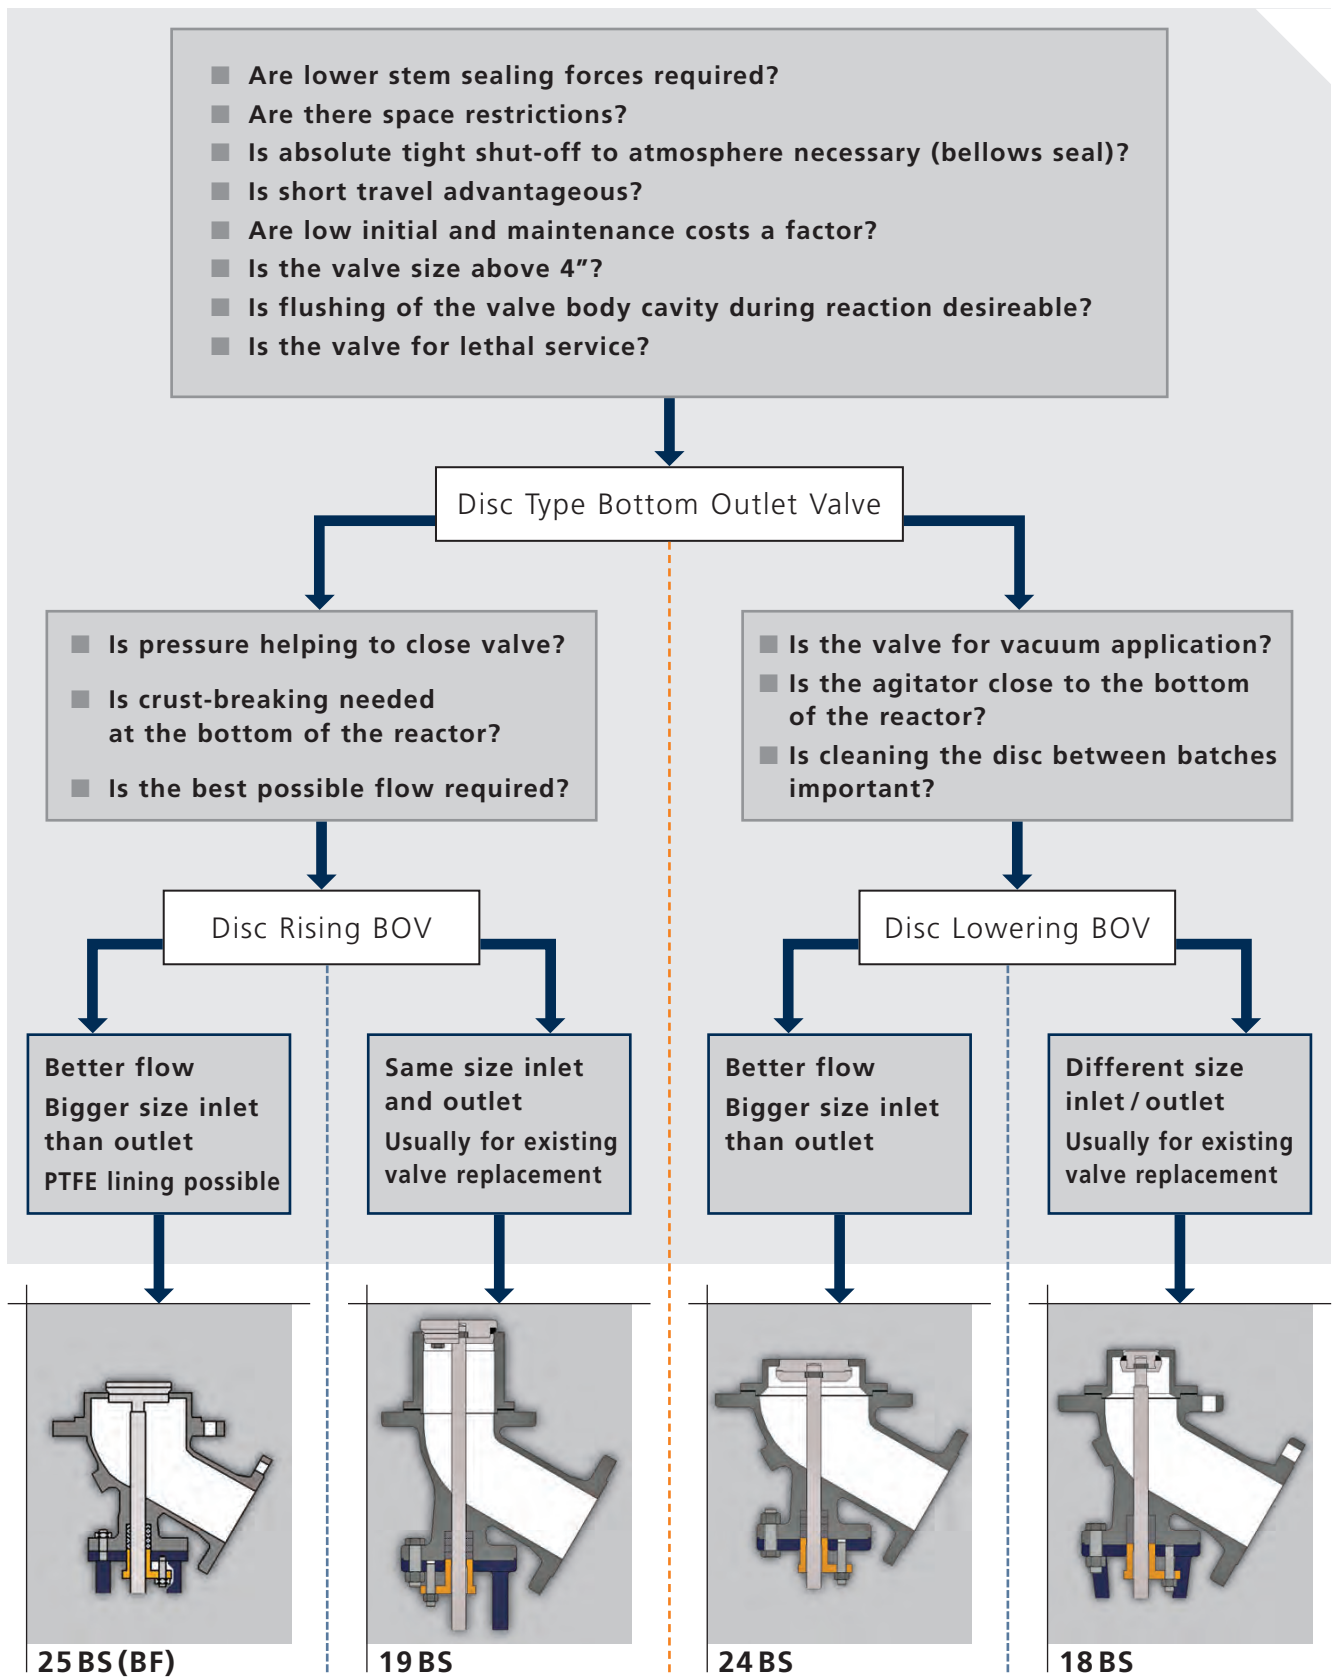 Are lower stem sealing forces required?
Are there space restrictions?
Is absolute tight shut-off to atmosphere necessary (bellows seal)?
Is short travel advantageous?
Are low initial and maintenance costs a factor?
Is the valve size above 4”?
Is flushing of the valve body cavity during reaction desireable?
Is the valve for lethal service?
Disc Type Bottom Outlet Valve
Is pressure helping to close valve?
Is crust-breaking needed
at the bottom of the reactor?
Is the best possible flow required?
Is the valve for vacuum application?
Is the agitator close to the bottom
of the reactor?
Is cleaning the disc between batches
important?
Disc Rising BOV
Disc Lowering BOV
Better flow
Bigger size inlet
than outlet
PTFE lining possible
Same size inlet
and outlet
Usually for existing
valve replacement
Better flow
Bigger size inlet
than outlet
Different size
inlet / outlet
Usually for existing
valve replacement
25 BS (BF)
19 BS
24 BS
18 BS